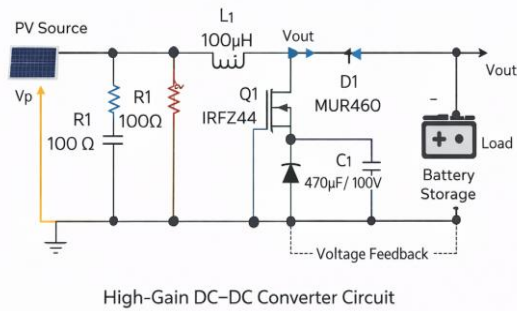 PV Source
L1
100μH
Vout
Vout
Vp
R1
100 Ω
R1
100Ω
Q1
IRFZ44
D1
MUR460
C1
470μF/ 100V
-
+
Load
Battery
Storage
Voltage Feedback
High-Gain DC–DC Converter Circuit